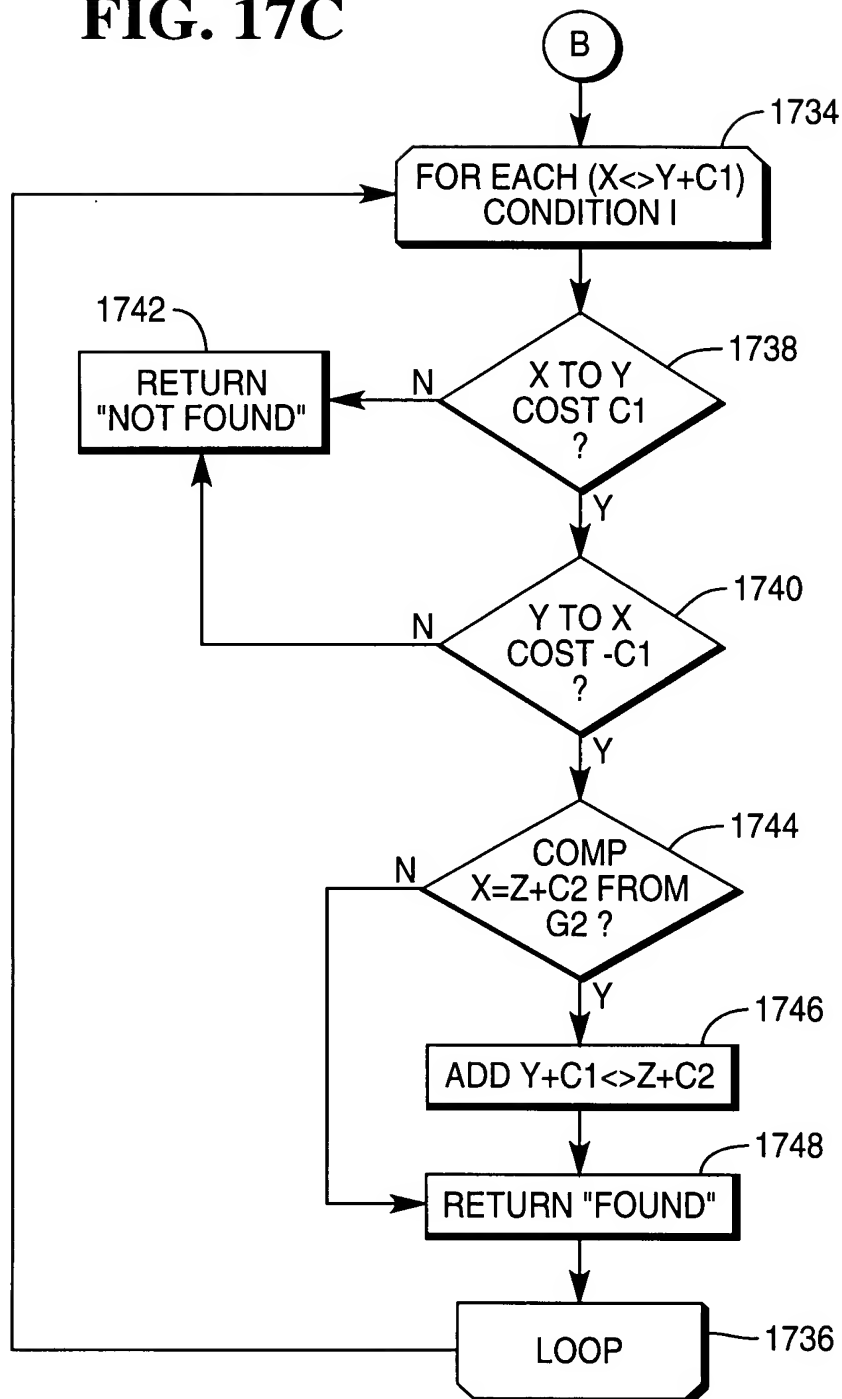 FIG. 17C
B
1734
FOR EACH (X<>Y+C1)
CONDITION I
1742
RETURN
"NOT FOUND"
N
X TO Y
COST C1
?
1738
Y
1740
N
Y TO X
COST -C1
?
Y
1744
N
COMP
X=Z+C2 FROM
G2 ?
Y
1746
ADD Y+C1<>Z+C2
1748
RETURN "FOUND"
LOOP
1736